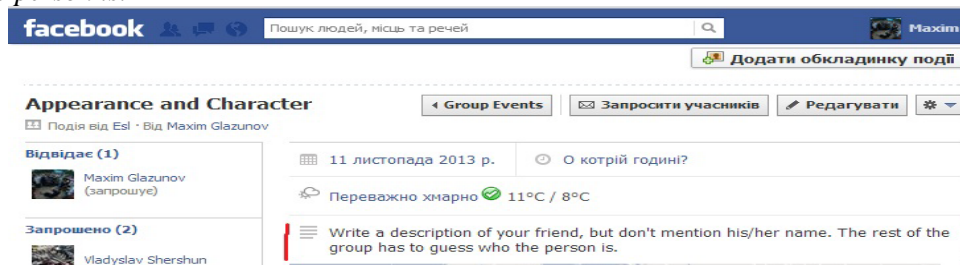 facebook
Пошук людей, місць та речей
Maxim
Додати обкладинку події
Appearance and Character
Group Events
Запросити учасників
Редагувати
Подія від Esl · Від Maxim Glazunov
Відвідає (1)
Maxim Glazunov
(запрошує)
11 листопада 2013 р.
О котрій годині?
Переважно хмарно 11°C / 8°C
Запрошено (2)
Vladyslav Shershun
Write a description of your friend, but don't mention his/her name. The rest of the
group has to guess who the person is.